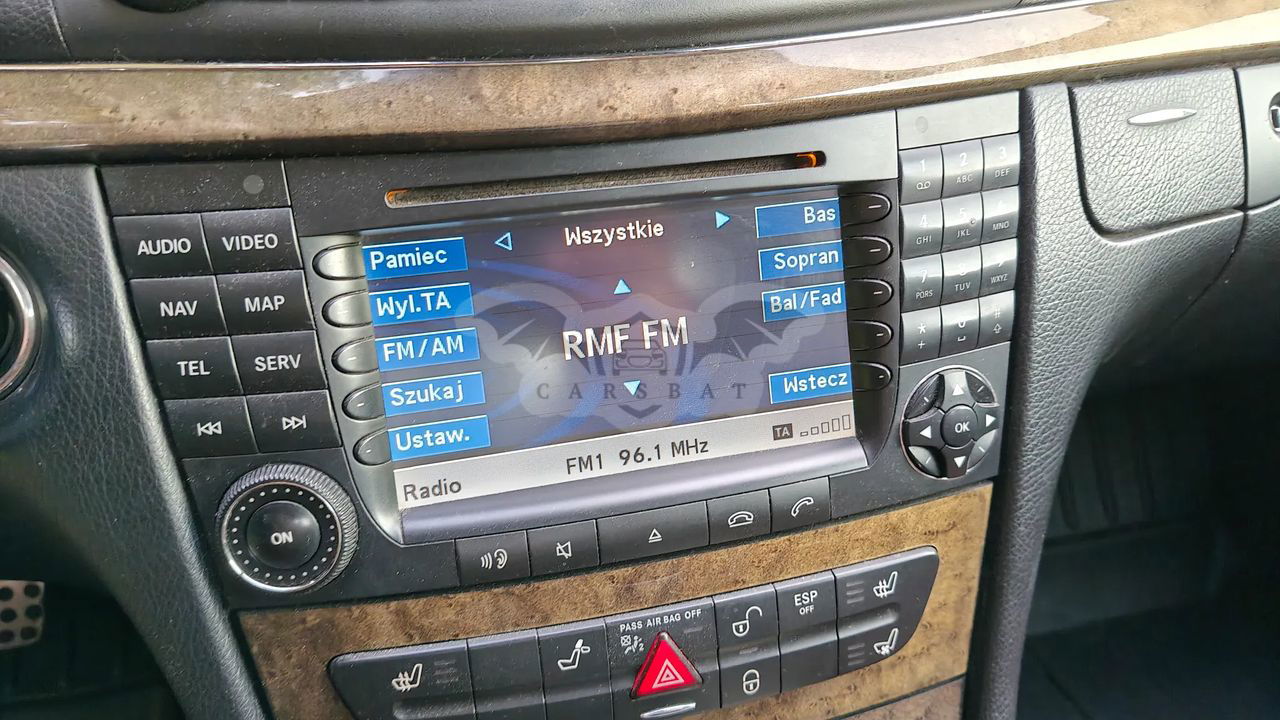 AUDIO
VIDEO
NAV
MAP
TEL
SERV
ON
Wszystkie
Pamiec
Wyl.TA
FM/AM
Szukaj
Ustaw.
Bas
Sopran
Bal/Fad
Wstecz
RMF FM
CARSBAT
FM1 96.1 MHz
TA
Radio
1
2 ABC
3 DEF
4 GHI
5 JKL
6 MNO
7 PQRS
8 TUV
9 WXYZ
*
+
0
#
OK
PASS AIR BAG OFF
ESP
OFF